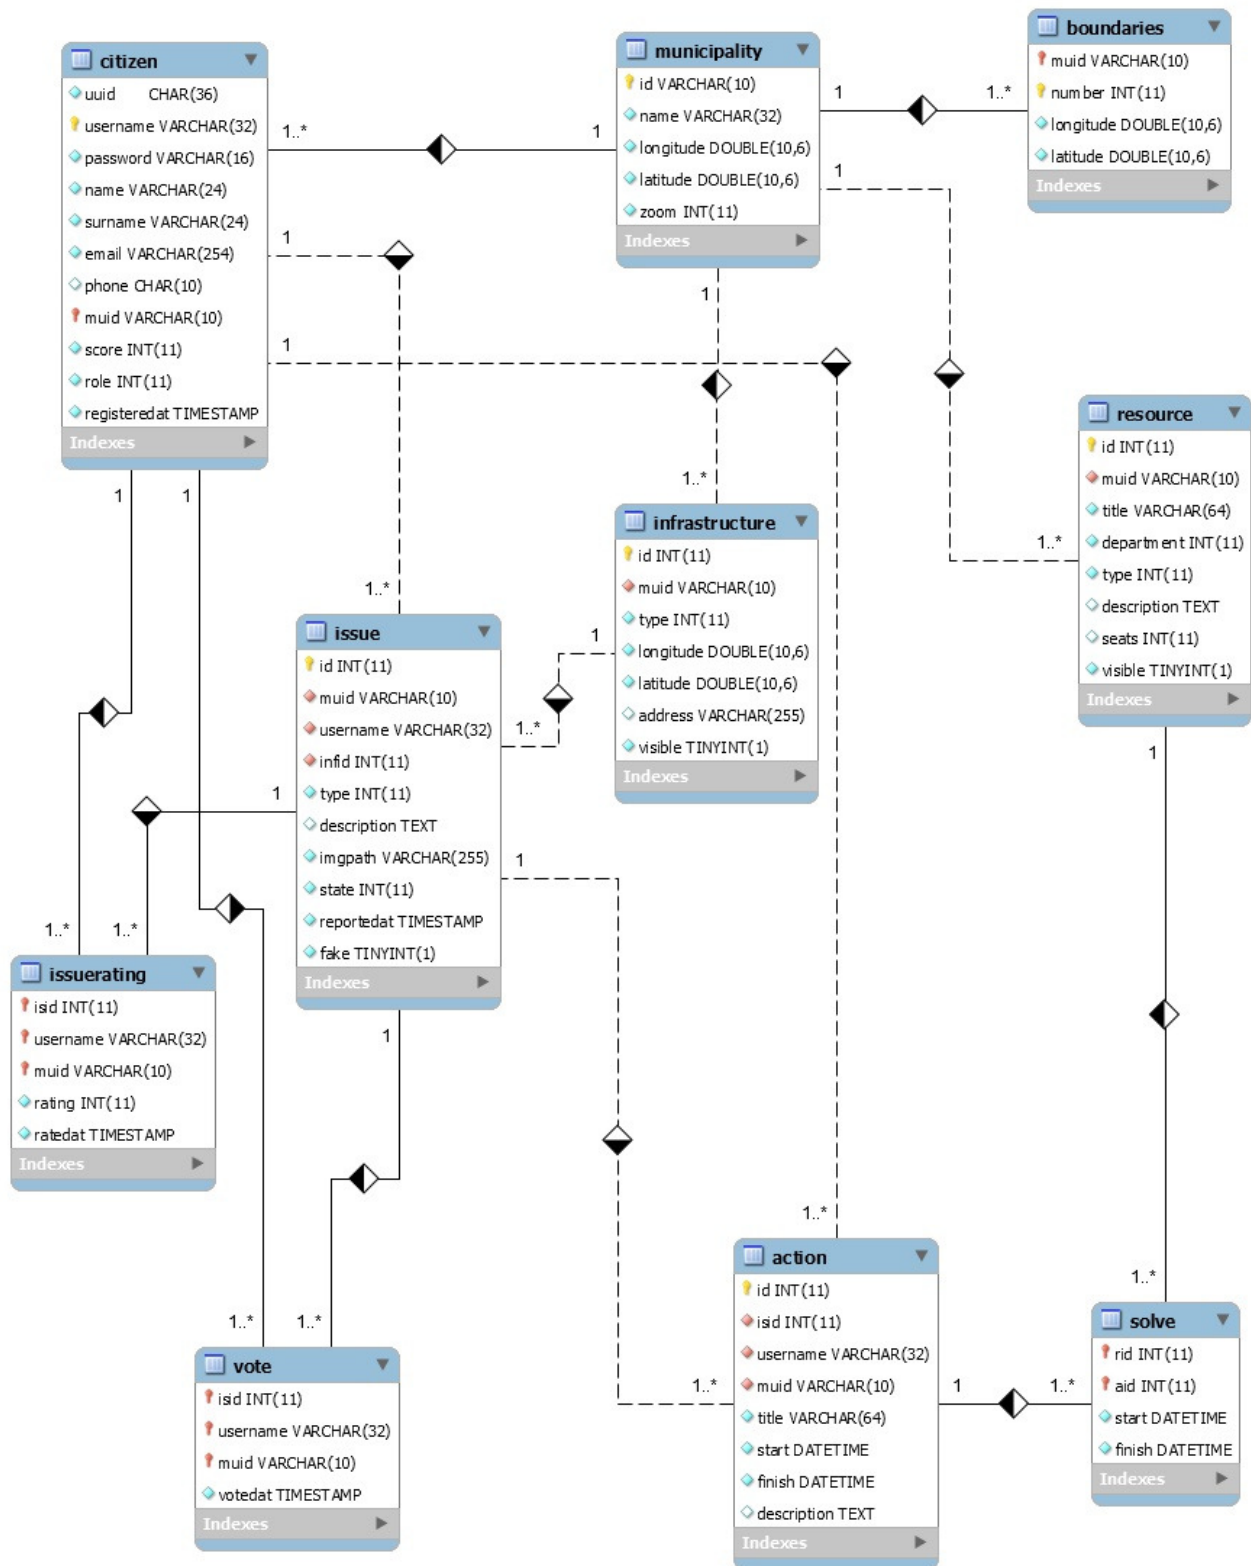 citizen
uuid CHAR(36)
username VARCHAR(32)
password VARCHAR(16)
name VARCHAR(24)
surname VARCHAR(24)
email VARCHAR(254)
phone CHAR(10)
muid VARCHAR(10)
score INT(11)
role INT(11)
registeredat TIMESTAMP
Indexes
1..*
1
1
1
1
1
municipality
id VARCHAR(10)
name VARCHAR(32)
longitude DOUBLE(10,6)
latitude DOUBLE(10,6)
zoom INT(11)
Indexes
1
1..*
1
1
boundaries
muid VARCHAR(10)
number INT(11)
longitude DOUBLE(10,6)
latitude DOUBLE(10,6)
Indexes
1..*
infrastructure
id INT(11)
muid VARCHAR(10)
type INT(11)
longitude DOUBLE(10,6)
latitude DOUBLE(10,6)
address VARCHAR(255)
visible TINYINT(1)
Indexes
1..*
resource
id INT(11)
muid VARCHAR(10)
title VARCHAR(64)
department INT(11)
type INT(11)
description TEXT
seats INT(11)
visible TINYINT(1)
Indexes
1
1..*
issue
id INT(11)
muid VARCHAR(10)
username VARCHAR(32)
infid INT(11)
type INT(11)
description TEXT
imgpath VARCHAR(255)
state INT(11)
reportedat TIMESTAMP
fake TINYINT(1)
Indexes
1
1..*
1
1
1
1..*
1..*
issuerating
isid INT(11)
username VARCHAR(32)
muid VARCHAR(10)
rating INT(11)
ratedat TIMESTAMP
Indexes
1..*
1..*
vote
isid INT(11)
username VARCHAR(32)
muid VARCHAR(10)
votedat TIMESTAMP
Indexes
1..*
1..*
action
id INT(11)
isid INT(11)
username VARCHAR(32)
muid VARCHAR(10)
title VARCHAR(64)
start DATETIME
finish DATETIME
description TEXT
Indexes
1
1..*
1..*
solve
rid INT(11)
aid INT(11)
start DATETIME
finish DATETIME
Indexes